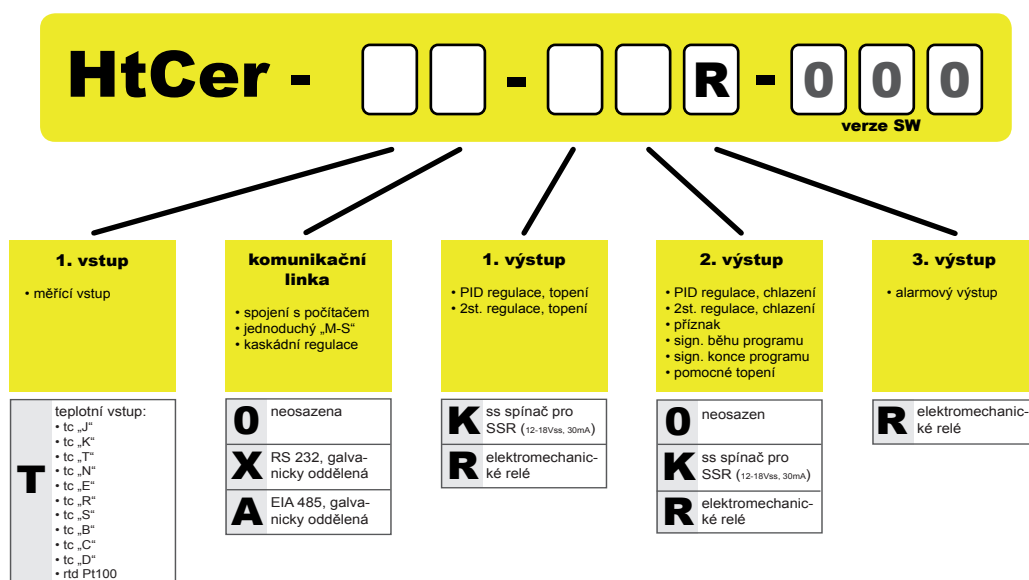 HtCer - - R - 0 0 0
verze SW
1. vstup
• měřící vstup
komunikační
linka
• spojení s počítačem
• jednoduchý „M-S“
• kaskádní regulace
1. výstup
• PID regulace, topení
• 2st. regulace, topení
2. výstup
• PID regulace, chlazení
• 2st. regulace, chlazení
• příznak
• sign. běhu programu
• sign. konce programu
• pomocné topení
3. výstup
• alarmový výstup
T
teplotní vstup:
• tc „J“
• tc „K“
• tc „T“
• tc „N“
• tc „E“
• tc „R“
• tc „S“
• tc „B“
• tc „C“
• tc „D“
• rtd Pt100
0 neosazena
X RS 232, galva-
nicky oddělená
A EIA 485, galva-
nicky oddělená
K ss spínač pro
SSR (12-18Vss, 30mA)
R elektromechanic-
ké relé
0 neosazen
K ss spínač pro
SSR (12-18Vss, 30mA)
R elektromechanic-
ké relé
R elektromechanic-
ké relé